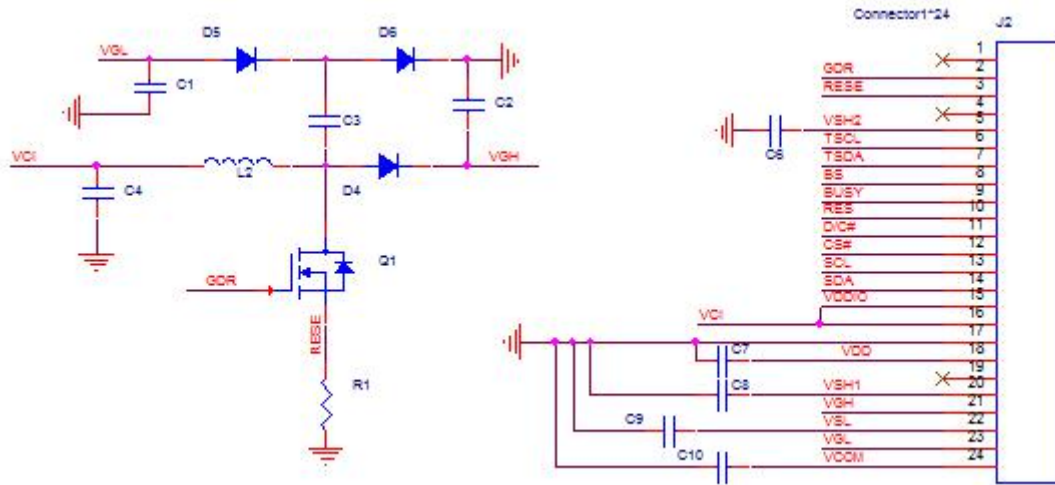 Connector1*24
J2
D5
D6
VGL
C1
C2
C3
VCI
L2
C4
D4
VGH
GDR
Q1
RESE
R1
1
GDR
2
RESE
3
4
VSH2
5
C6
TSCL
6
TSDA
7
BS
8
BUSY
9
RES
10
D/C#
11
CS#
12
SCL
13
SDA
14
VDDIO
15
VCI
16
17
C7
VDD
18
19
C8
VSH1
20
VGH
21
C9
VSL
22
VGL
23
C10
VCOM
24